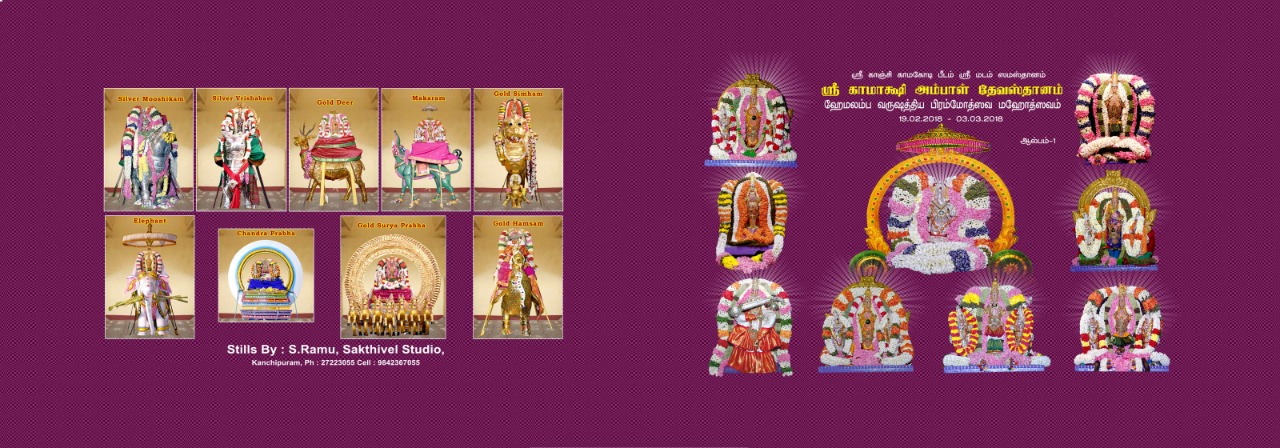 Silver Mooshikam
Silver Vrishabam
Gold Deer
Makaram
Gold Simham
Elephant
Chandra Prabha
Gold Surya Prabha
Gold Hamsam
Stills By : S.Ramu, Sakthivel Studio,
Kanchipuram, Ph : 27223055 Cell : 9842367055
ஸ்ரீ காஞ்சி காமகோடி பீடம் ஸ்ரீ மடம் ஸமஸ்தானம்
ஸ்ரீ காமாக்ஷி அம்பாள் தேவஸ்தானம்
ஹேமலம்ப வருஷத்திய பிரம்மோத்ஸவ மஹோத்ஸவம்
19.02.2018 - 03.03.2018
ஆல்பம்-1